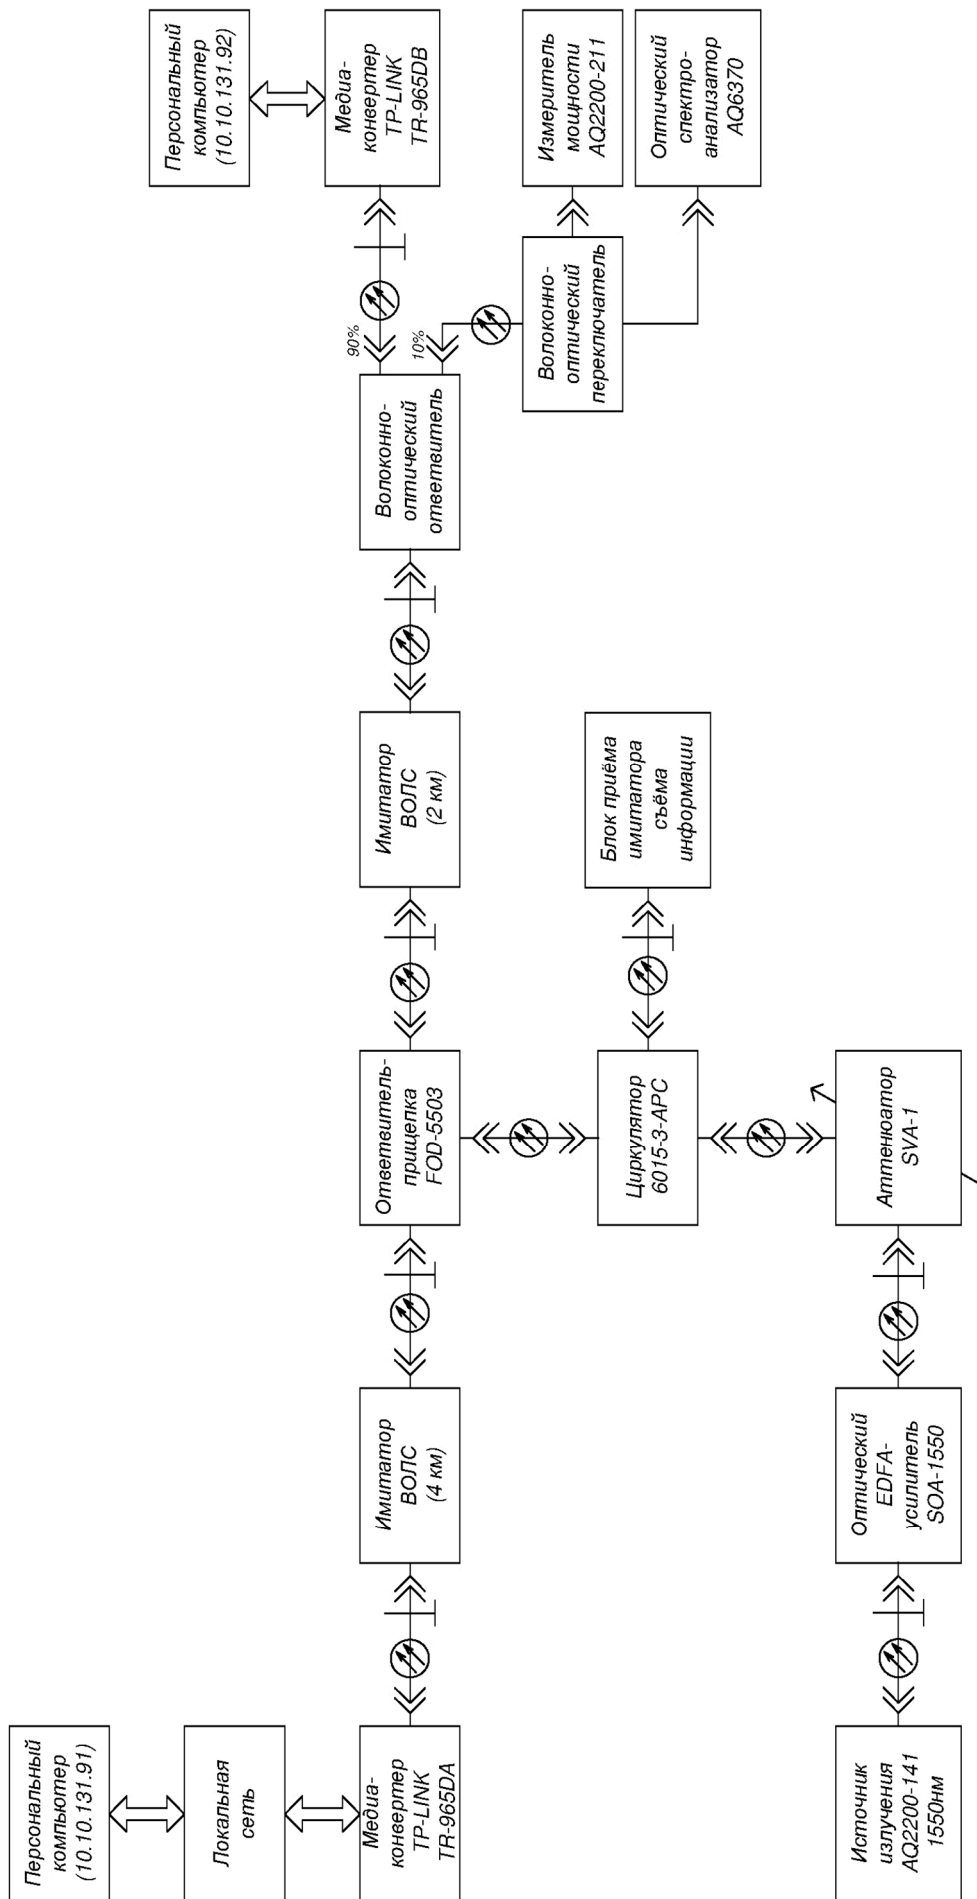 Персональный
компьютер
(10.10.131.91)
Локальная
сеть
Медиа-
конвертер
TP-LINK
TR-965DA
Имитатор
ВОЛС
(4 км)
Ответвитель-
прищепка
FOD-5503
Имитатор
ВОЛС
(2 км)
Волоконно-
оптический
ответвитель
90%
10%
Медиа-
конвертер
TP-LINK
TR-965DB
Персональный
компьютер
(10.10.131.92)
Волоконно-
оптический
переключатель
Измеритель
мощности
AQ2200-211
Оптический
спектро-
анализатор
AQ6370
Циркулятор
6015-3-APC
Блок приёма
имитатора
съёма
информации
Источник
излучения
AQ2200-141
1550нм
Оптический
EDFA-
усилитель
SOA-1550
Аттенюатор
SVA-1